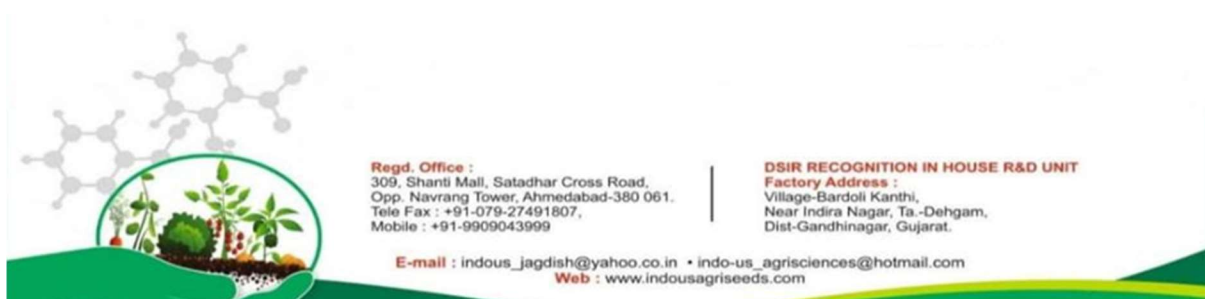 Regd. Office :
309, Shanti Mall, Satadhar Cross Road,
Opp. Navrang Tower, Ahmedabad-380 061.
Tele Fax : +91-079-27491807,
Mobile : +91-9909043999
DSIR RECOGNITION IN HOUSE R&D UNIT
Factory Address :
Village-Bardoli Kanthi,
Near Indira Nagar, Ta.-Dehgam,
Dist-Gandhinagar, Gujarat.
E-mail : indous_jagdish@yahoo.co.in • indo-us_agrisciences@hotmail.com
Web : www.indousagriseeds.com